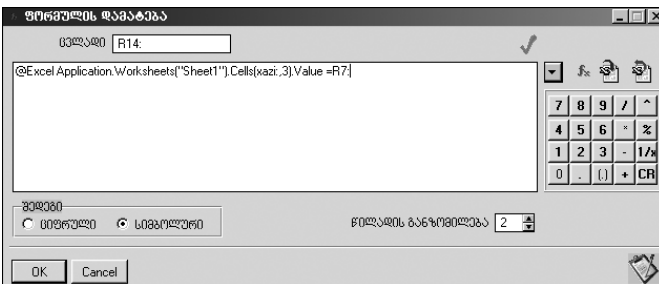 ფორმულის დამატება
ცვლადი R14:
@Excel Application.Worksheets("Sheet1").Cells(xazi:,3).Value =R7:
fx
7 8 9 / ^
4 5 6 * %
1 2 3 - 1/x
0 . (.) + CR
შედეგი
ციფრული სიმბოლური წილადის განზომილება 2
OK Cancel